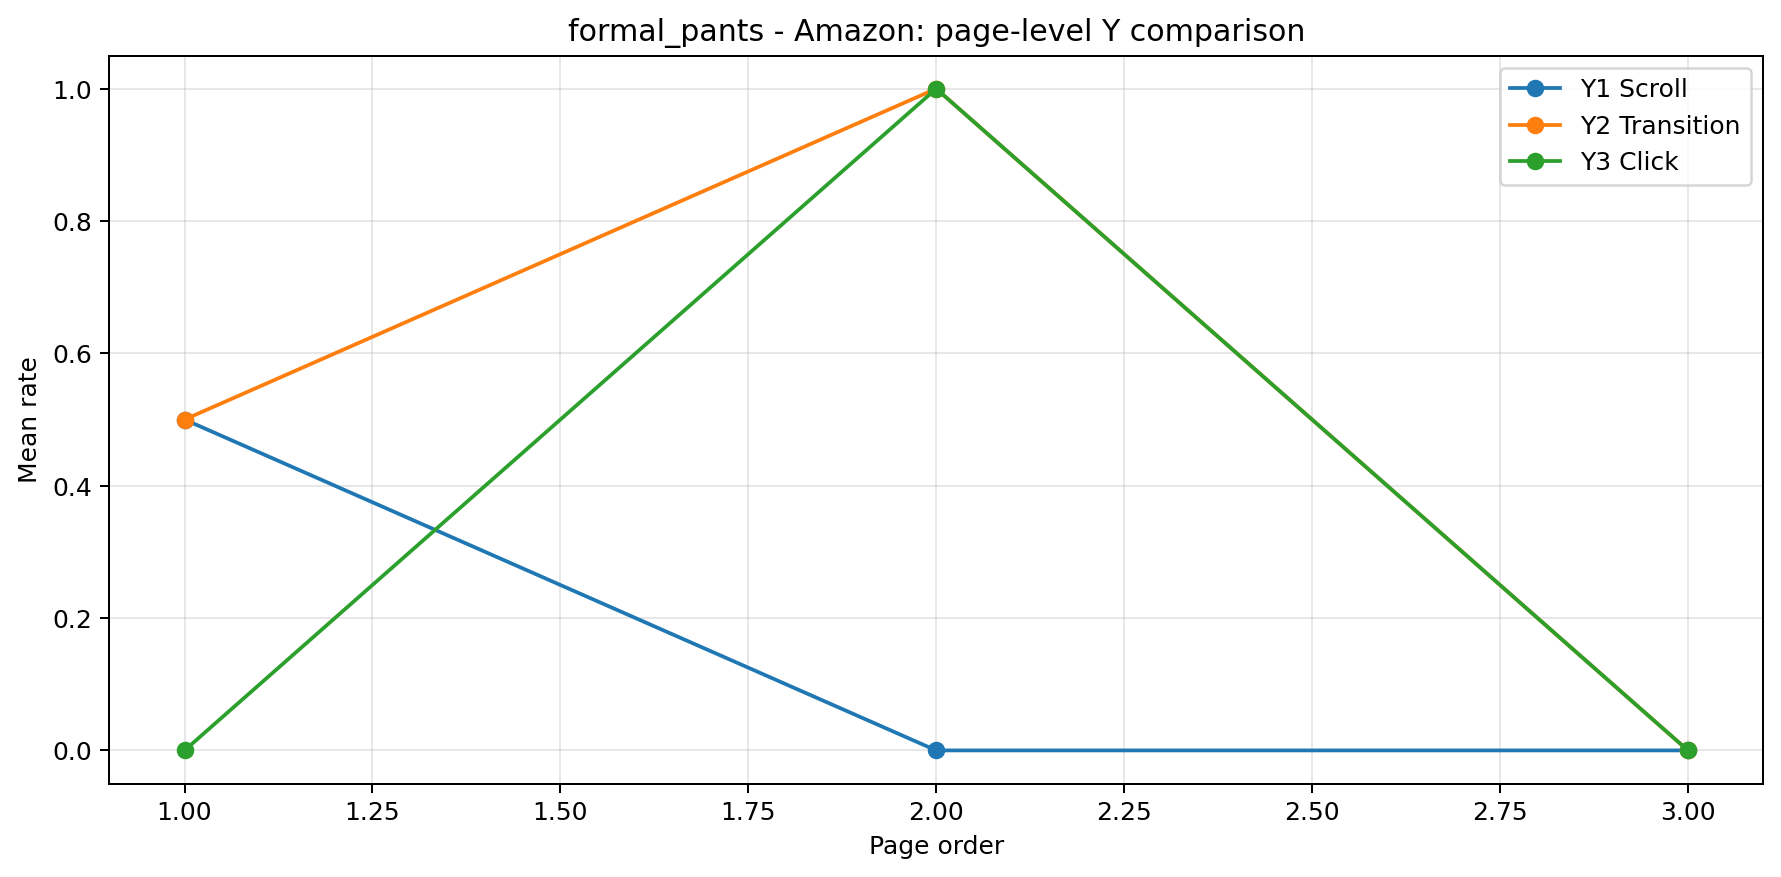 formal_pants - Amazon: page-level Y comparison
Y1 Scroll
Y2 Transition
Y3 Click
Mean rate
1.0
0.8
0.6
0.4
0.2
0.0
1.00 1.25 1.50 1.75 2.00 2.25 2.50 2.75 3.00
Page order